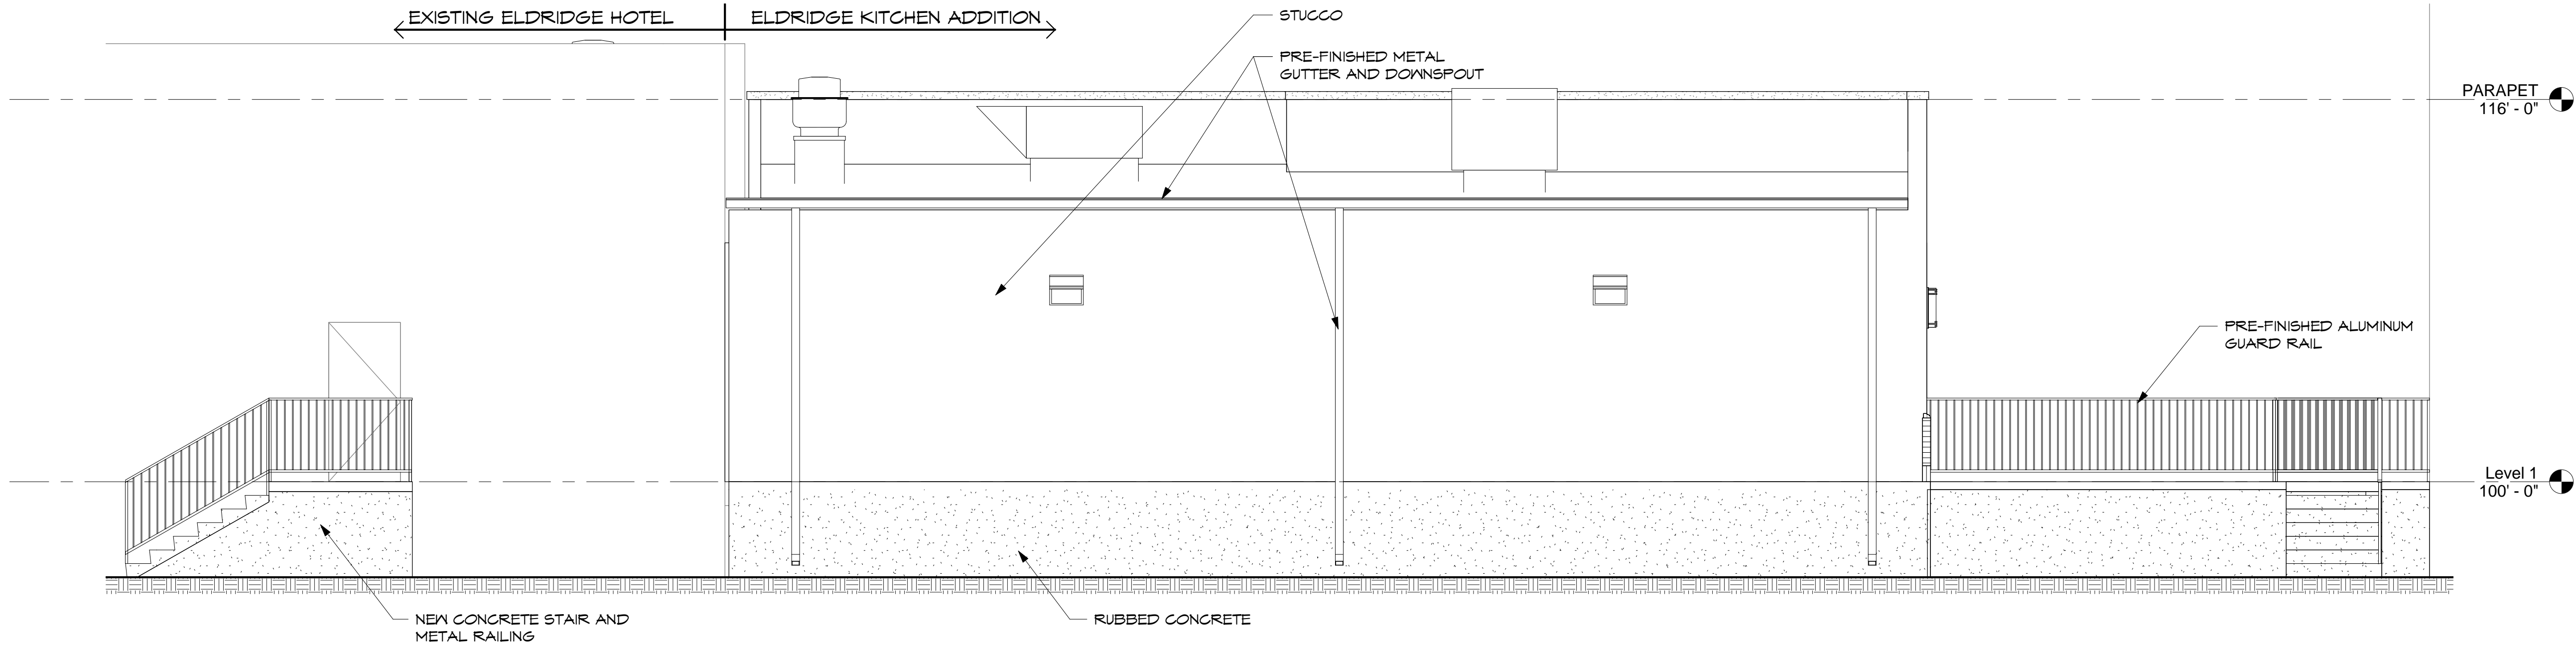 EXISTING ELDRIDGE HOTEL
ELDRIDGE KITCHEN ADDITION
STUCCO
PRE-FINISHED METAL
GUTTER AND DOWNSPOUT
PARAPET
116' - 0"
PRE-FINISHED ALUMINUM
GUARD RAIL
Level 1
100' - 0"
NEW CONCRETE STAIR AND
METAL RAILING
RUBBED CONCRETE